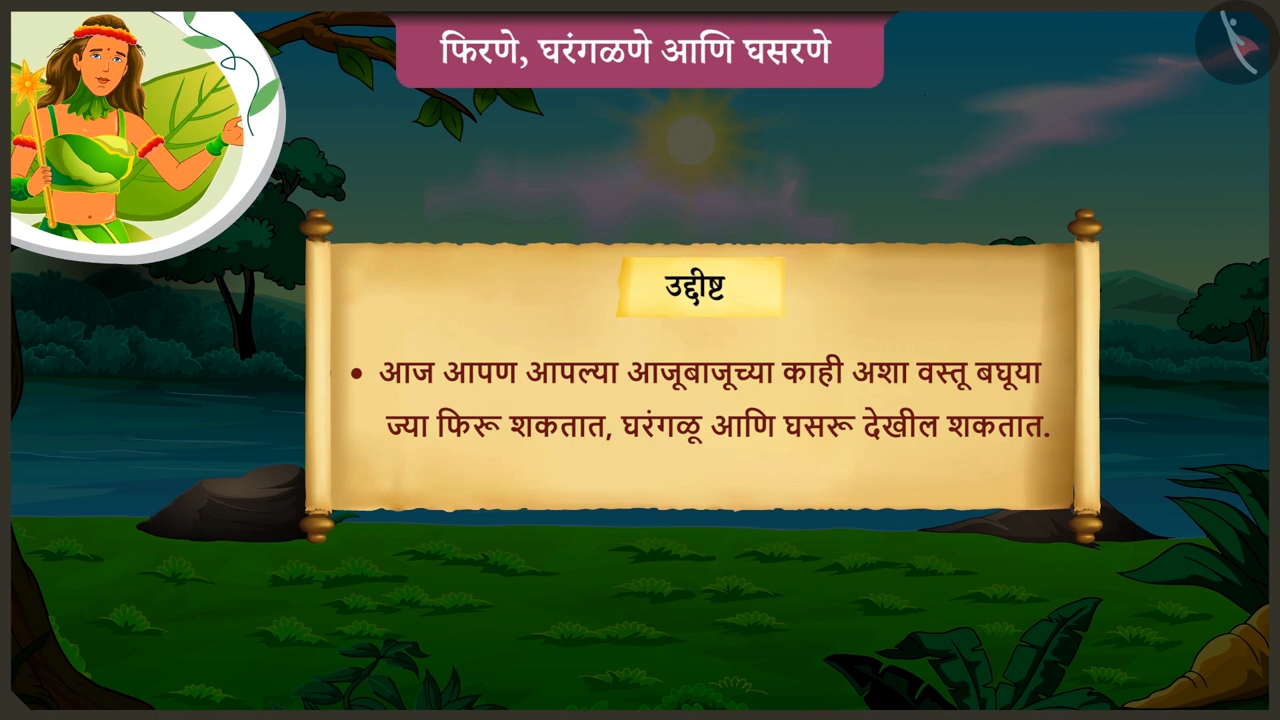 फिरणे, घरंगळणे आणि घसरणे
उद्दीष्ट
• आज आपण आपल्या आजूबाजूच्या काही अशा वस्तू बघूया
ज्या फिरू शकतात, घरंगळू आणि घसरू देखील शकतात.